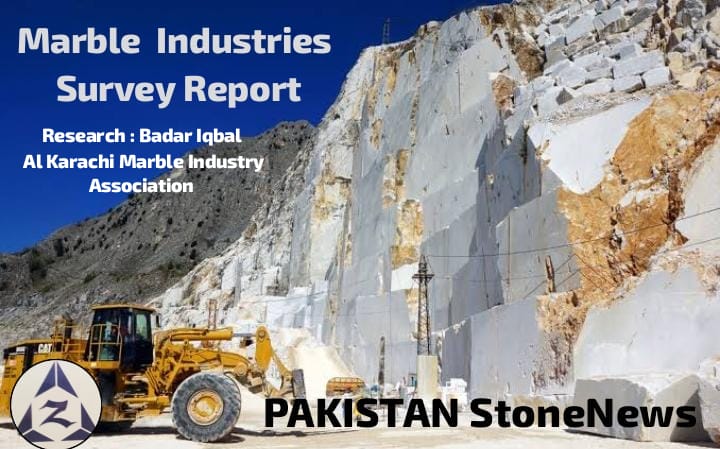 Marble Industries
Survey Report
Research : Badar Iqbal
Al Karachi Marble Industry
Association
CAT
Z
PAKISTAN StoneNews